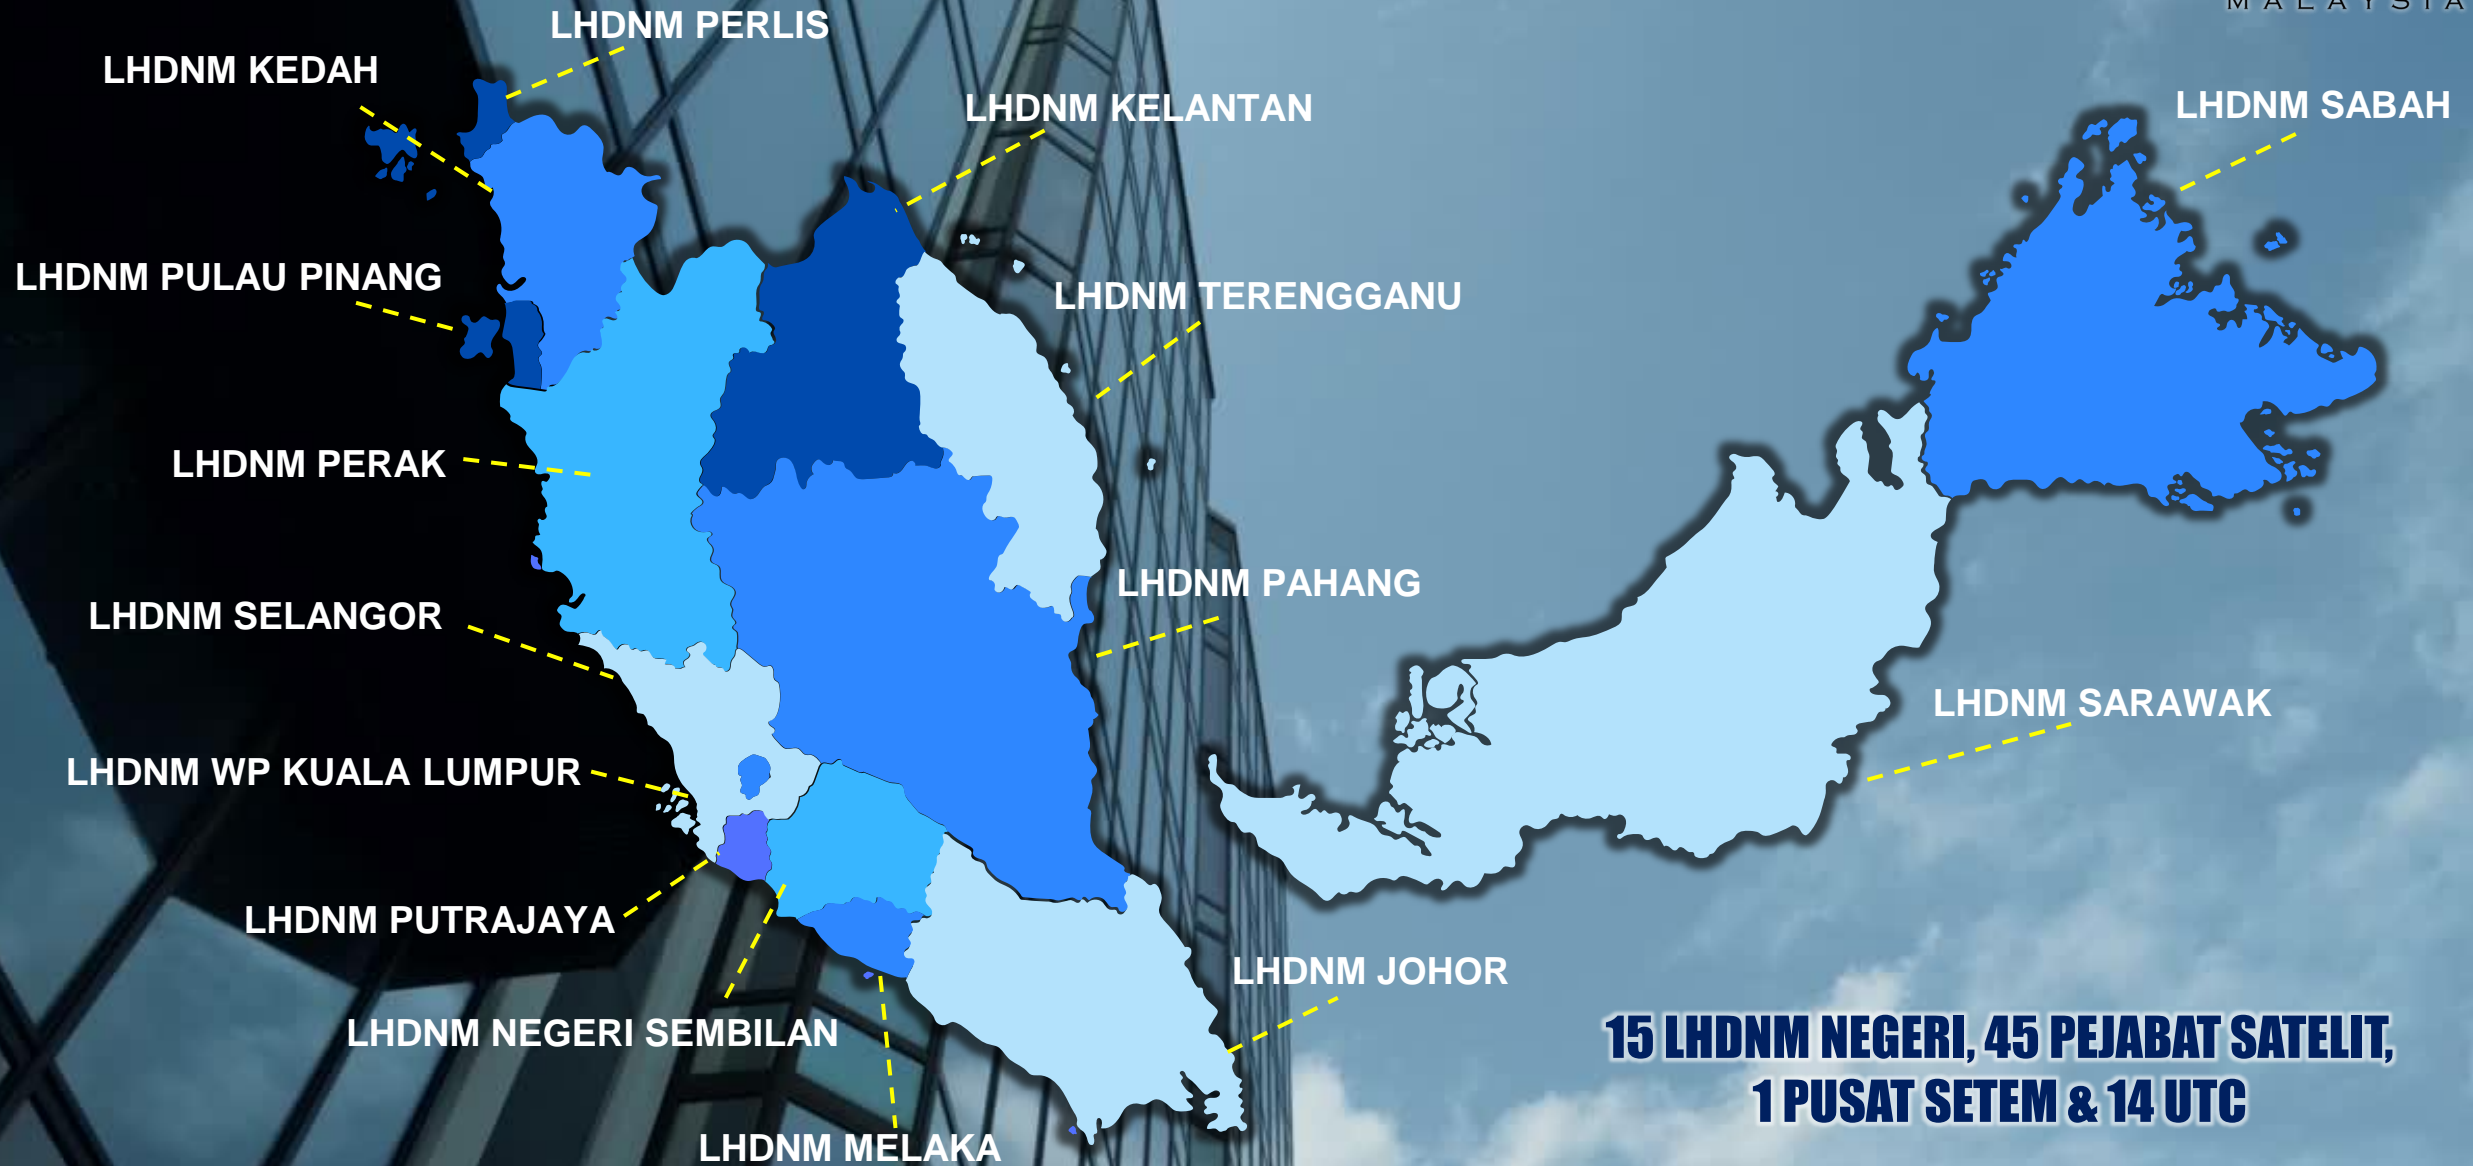 MALAYSIA
LHDNM PERLIS
LHDNM KEDAH
LHDNM KELANTAN
LHDNM SABAH
LHDNM PULAU PINANG
LHDNM TERENGGANU
LHDNM PERAK
LHDNM PAHANG
LHDNM SELANGOR
LHDNM SARAWAK
LHDNM WP KUALA LUMPUR
LHDNM PUTRAJAYA
LHDNM JOHOR
LHDNM NEGERI SEMBILAN
LHDNM MELAKA
15 LHDNM NEGERI, 45 PEJABAT SATELIT,
1 PUSAT SETEM & 14 UTC